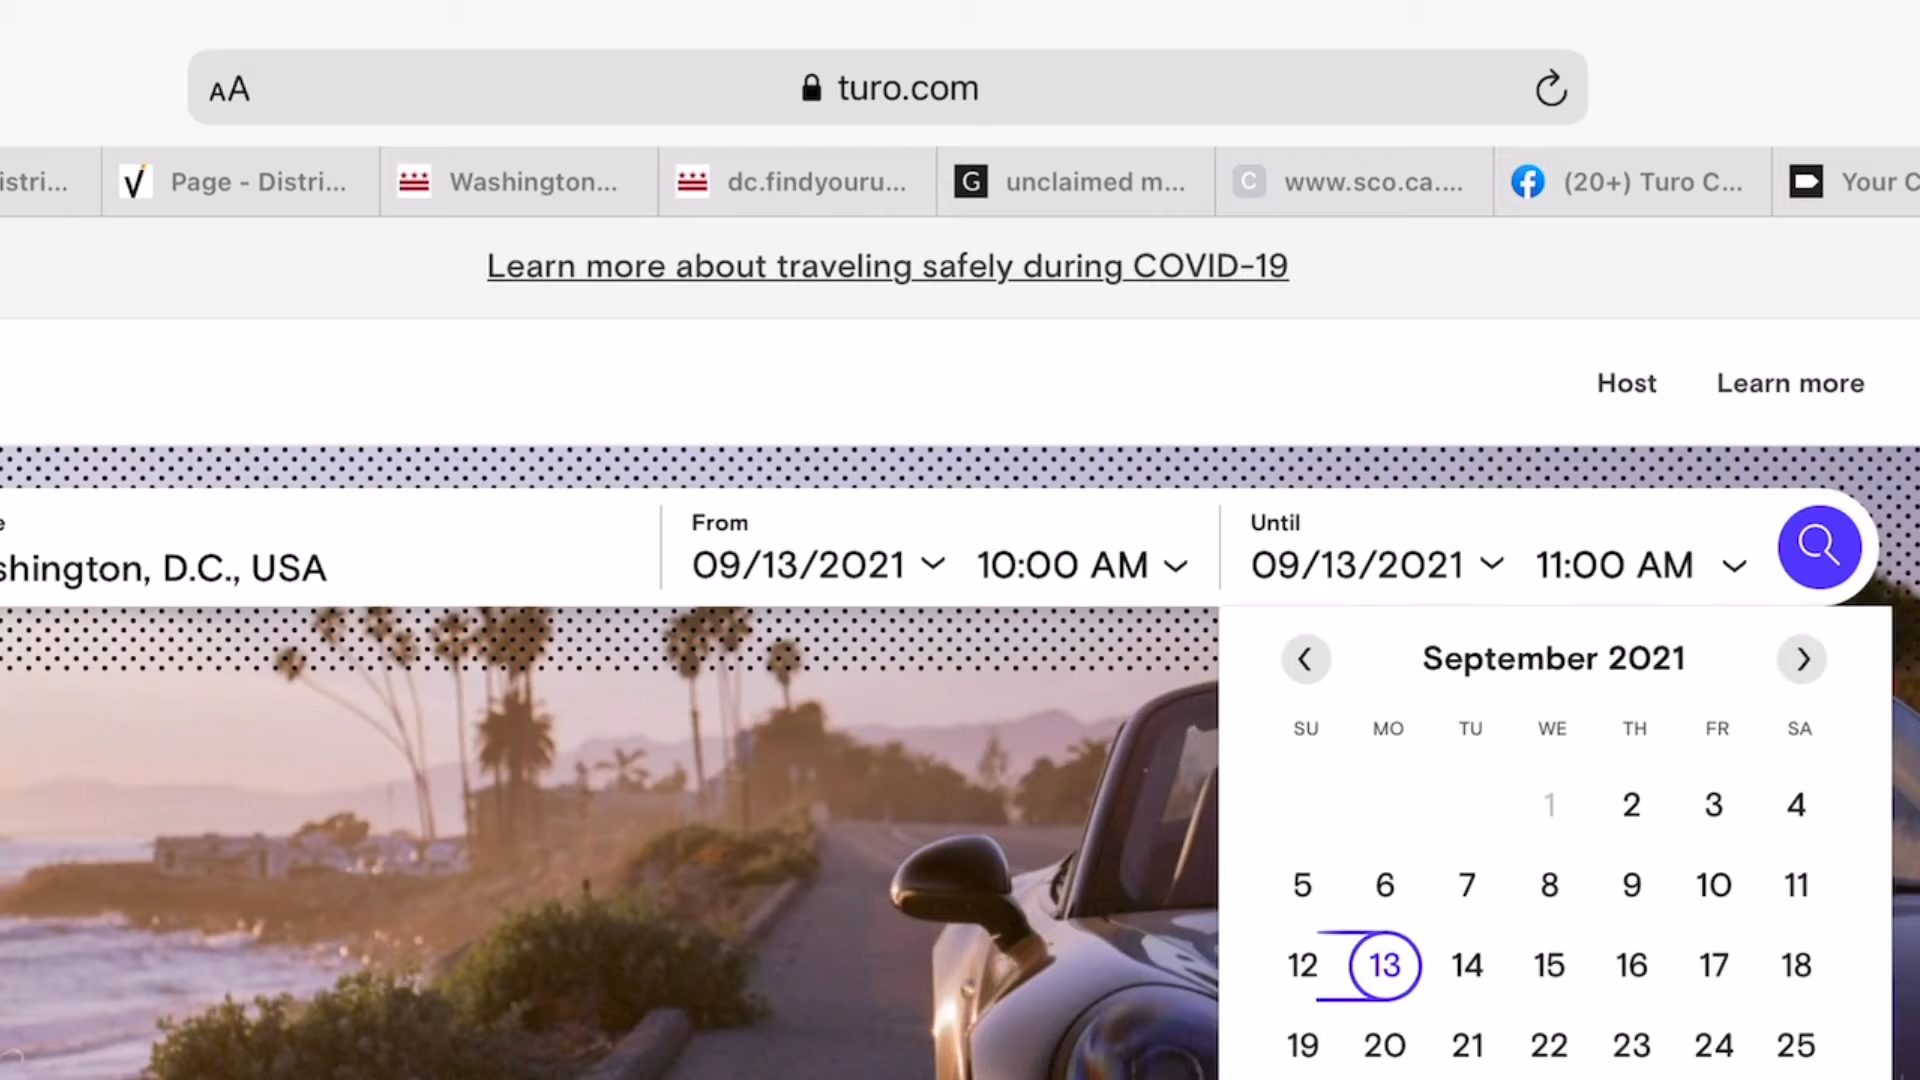 AA turo.com
istri... Page - Distri... Washington... dc.findyouru... G unclaimed m... C www.sco.ca.... (20+) Turo C... Your C
Learn more about traveling safely during COVID-19
Host Learn more
e From Until
shington, D.C., USA 09/13/2021 10:00 AM 09/13/2021 11:00 AM
September 2021
SU MO TU WE TH FR SA
1 2 3 4
5 6 7 8 9 10 11
12 13 14 15 16 17 18
19 20 21 22 23 24 25